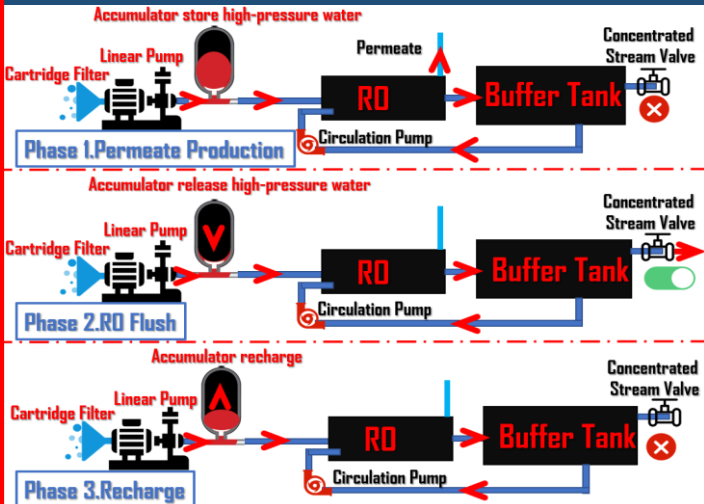 Accumulator store high-pressure water
Linear Pump
Cartridge Filter
Permeate
Concentrated
Stream Valve
RO
Buffer Tank
Circulation Pump
Phase 1.Permeate Production
Accumulator release high-pressure water
Linear Pump
Cartridge Filter
Concentrated
Stream Valve
RO
Buffer Tank
Circulation Pump
Phase 2.RO Flush
Accumulator recharge
Linear Pump
Cartridge Filter
Concentrated
Stream Valve
RO
Buffer Tank
Circulation Pump
Phase 3.Recharge